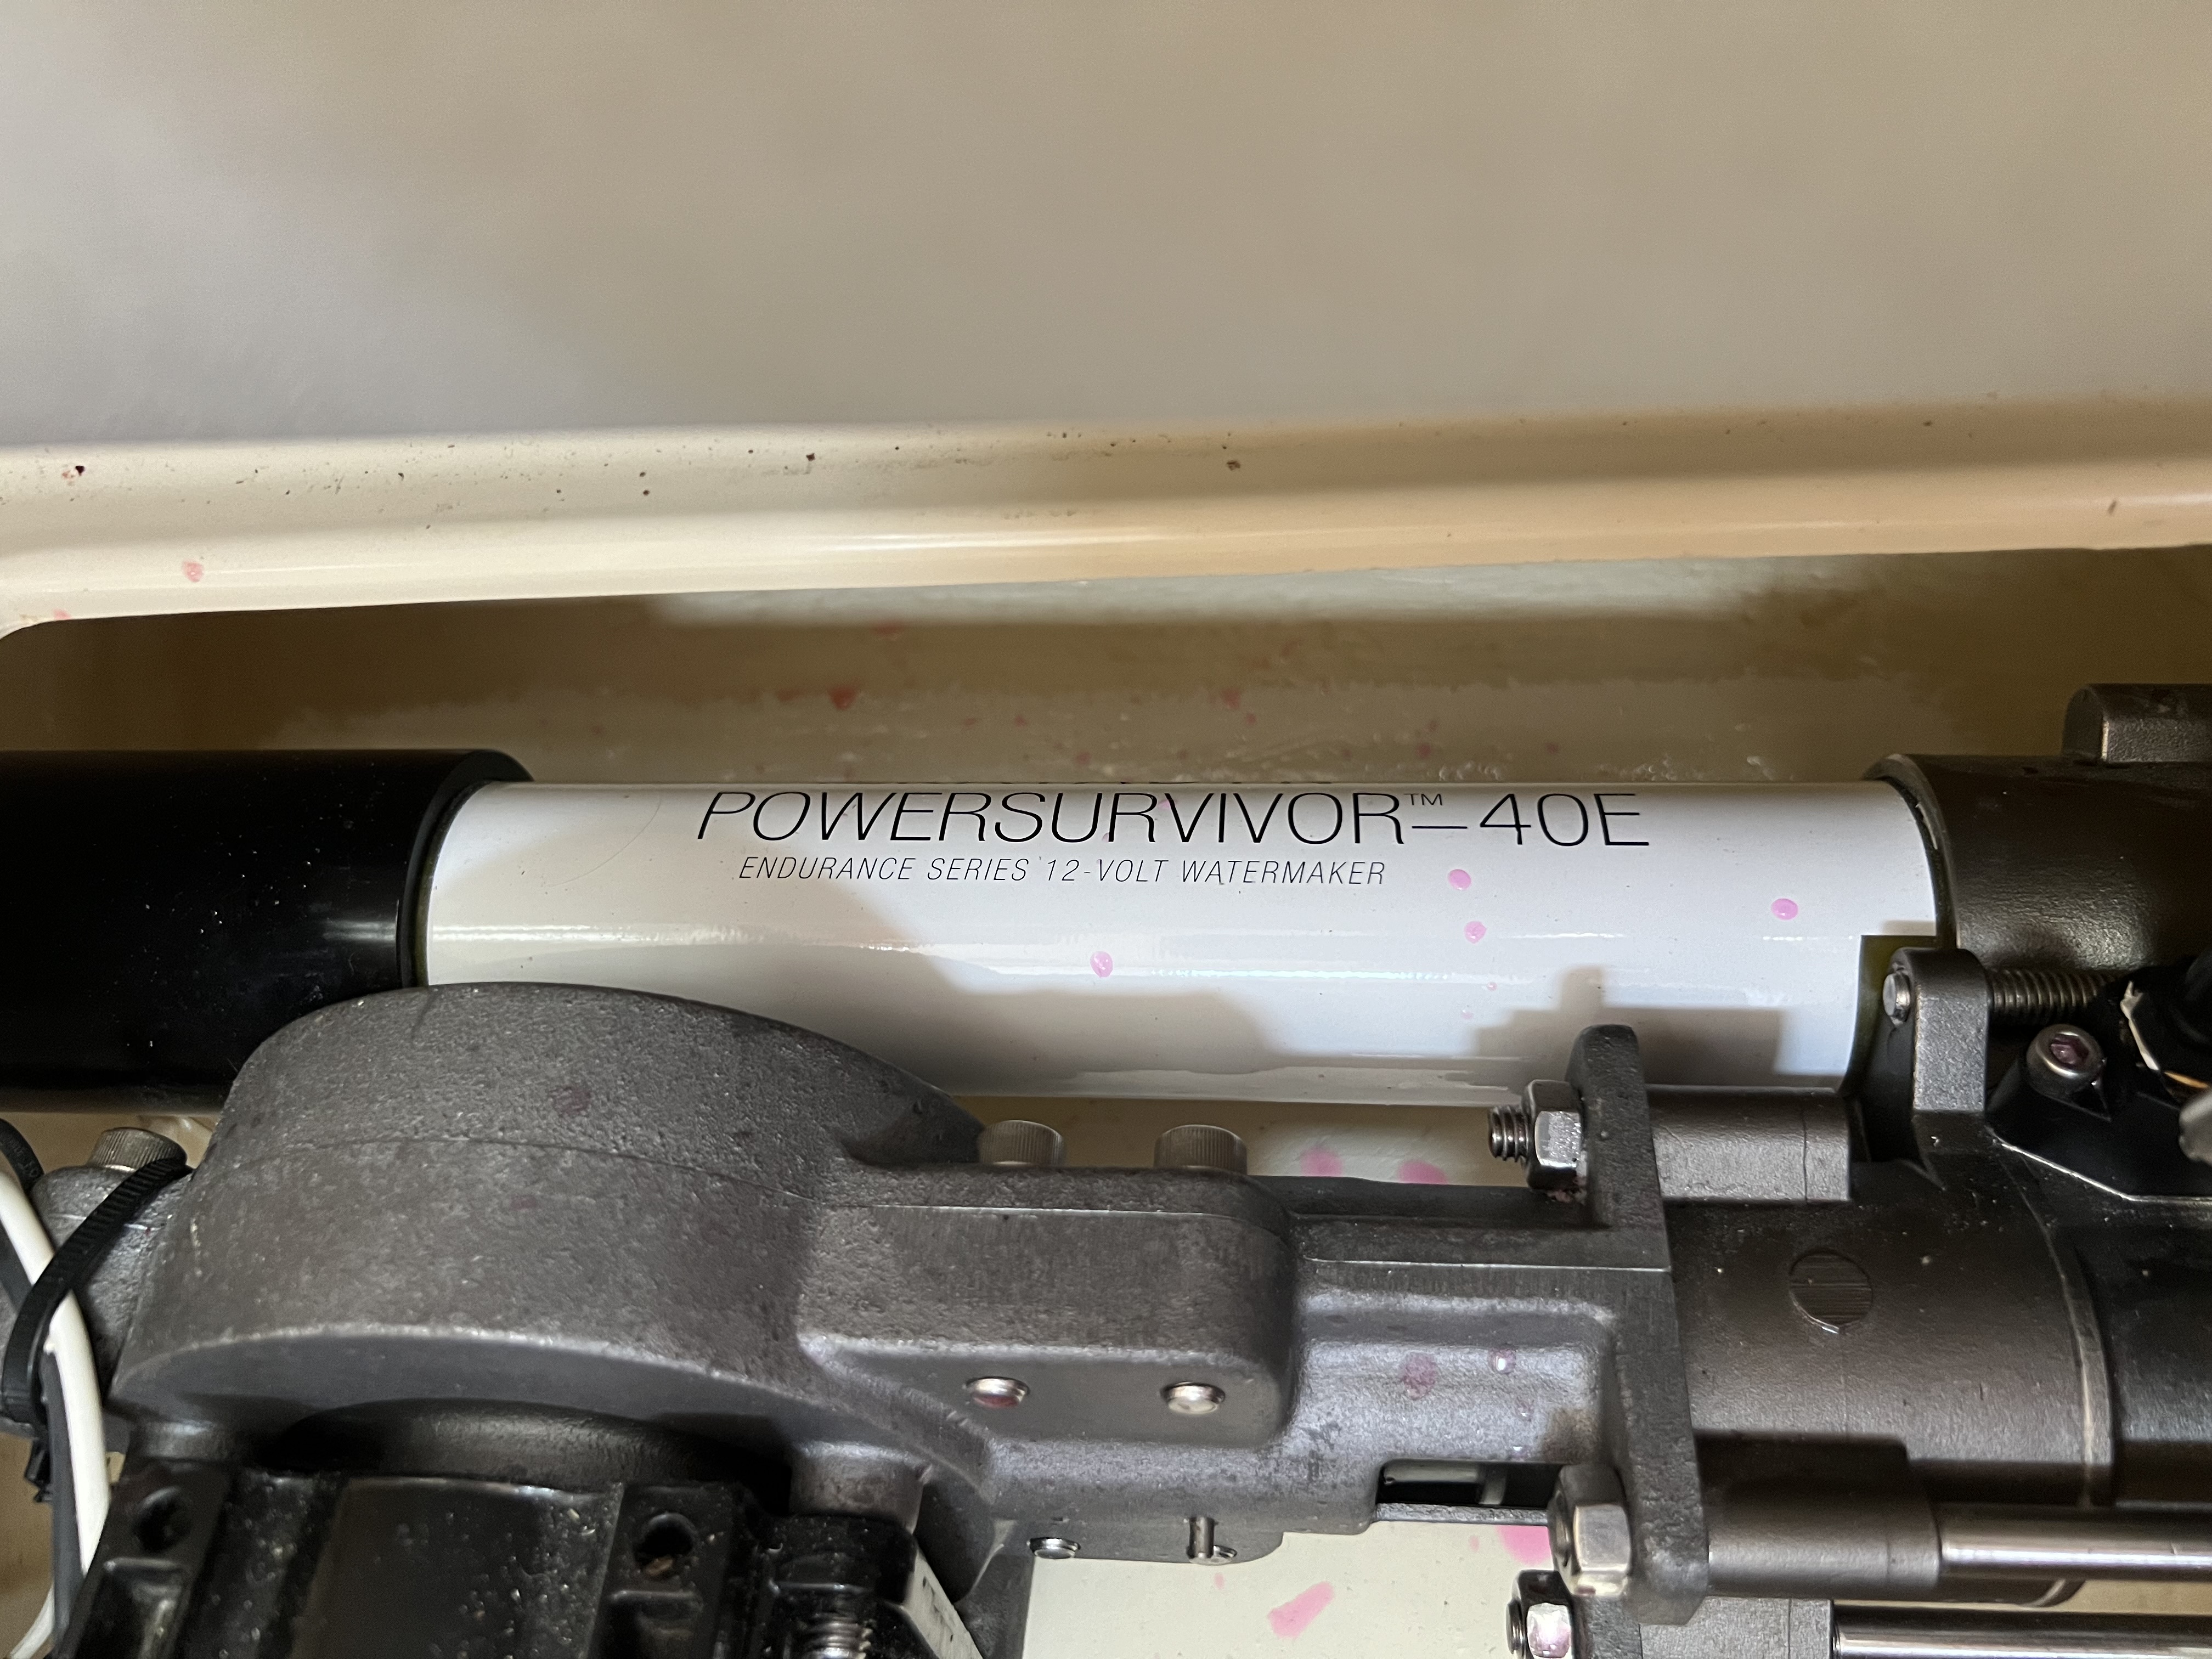 POWERSURVIVOR™-40E
ENDURANCE SERIES 12-VOLT WATERMAKER